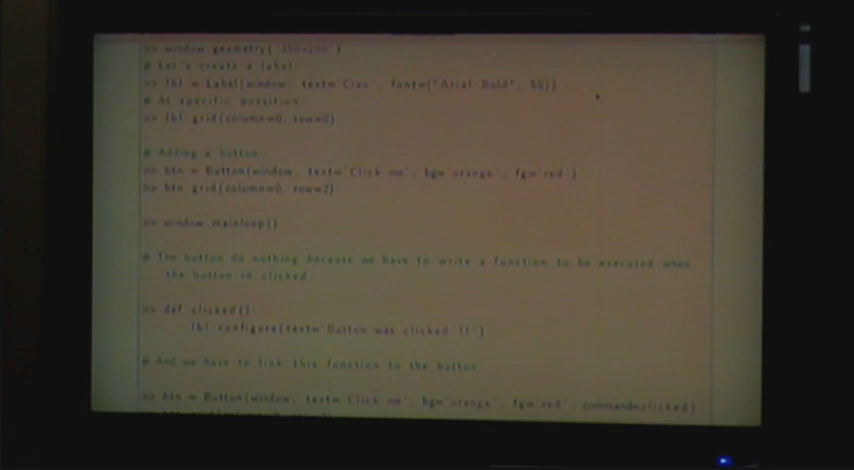 >> window.geometry('350x200')
# Let's create a label:
>> lbl = Label(window, text='Ciao', font=("Arial Bold", 50))
# At specific possition:
>> lbl.grid(column=0, row=0)
# Adding a button:
>> btn = Button(window, text='Click me', bg='orange', fg='red')
>> btn.grid(column=0, row=2)
>> window.mainloop()
# The button do nothing because we have to write a function to be executed when
the button is clicked.
>> def clicked():
lbl.configure(text='Button was clicked !!')
# And we have to link this function to the button:
>> btn = Button(window, text='Click me', bg='orange', fg='red', command=clicked)